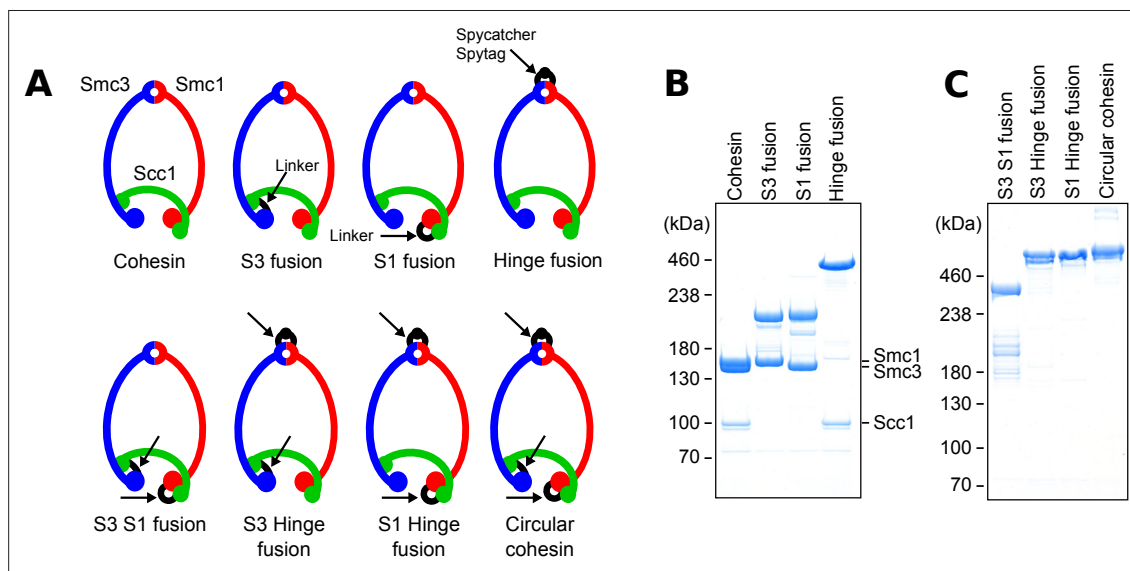 A
Spycatcher
Spytag
Smc3 Smc1
Scc1
Linker
Linker
Cohesin
S3 fusion
S1 fusion
Hinge fusion
S3 S1 fusion
S3 Hinge
fusion
S1 Hinge
fusion
Circular
cohesin
B
Cohesin
S3 fusion
S1 fusion
Hinge fusion
(kDa)
460
238
180
130
100
70
Smc1
Smc3
Scc1
C
S3 S1 fusion
S3 Hinge fusion
S1 Hinge fusion
Circular cohesin
(kDa)
460
238
180
130
100
70